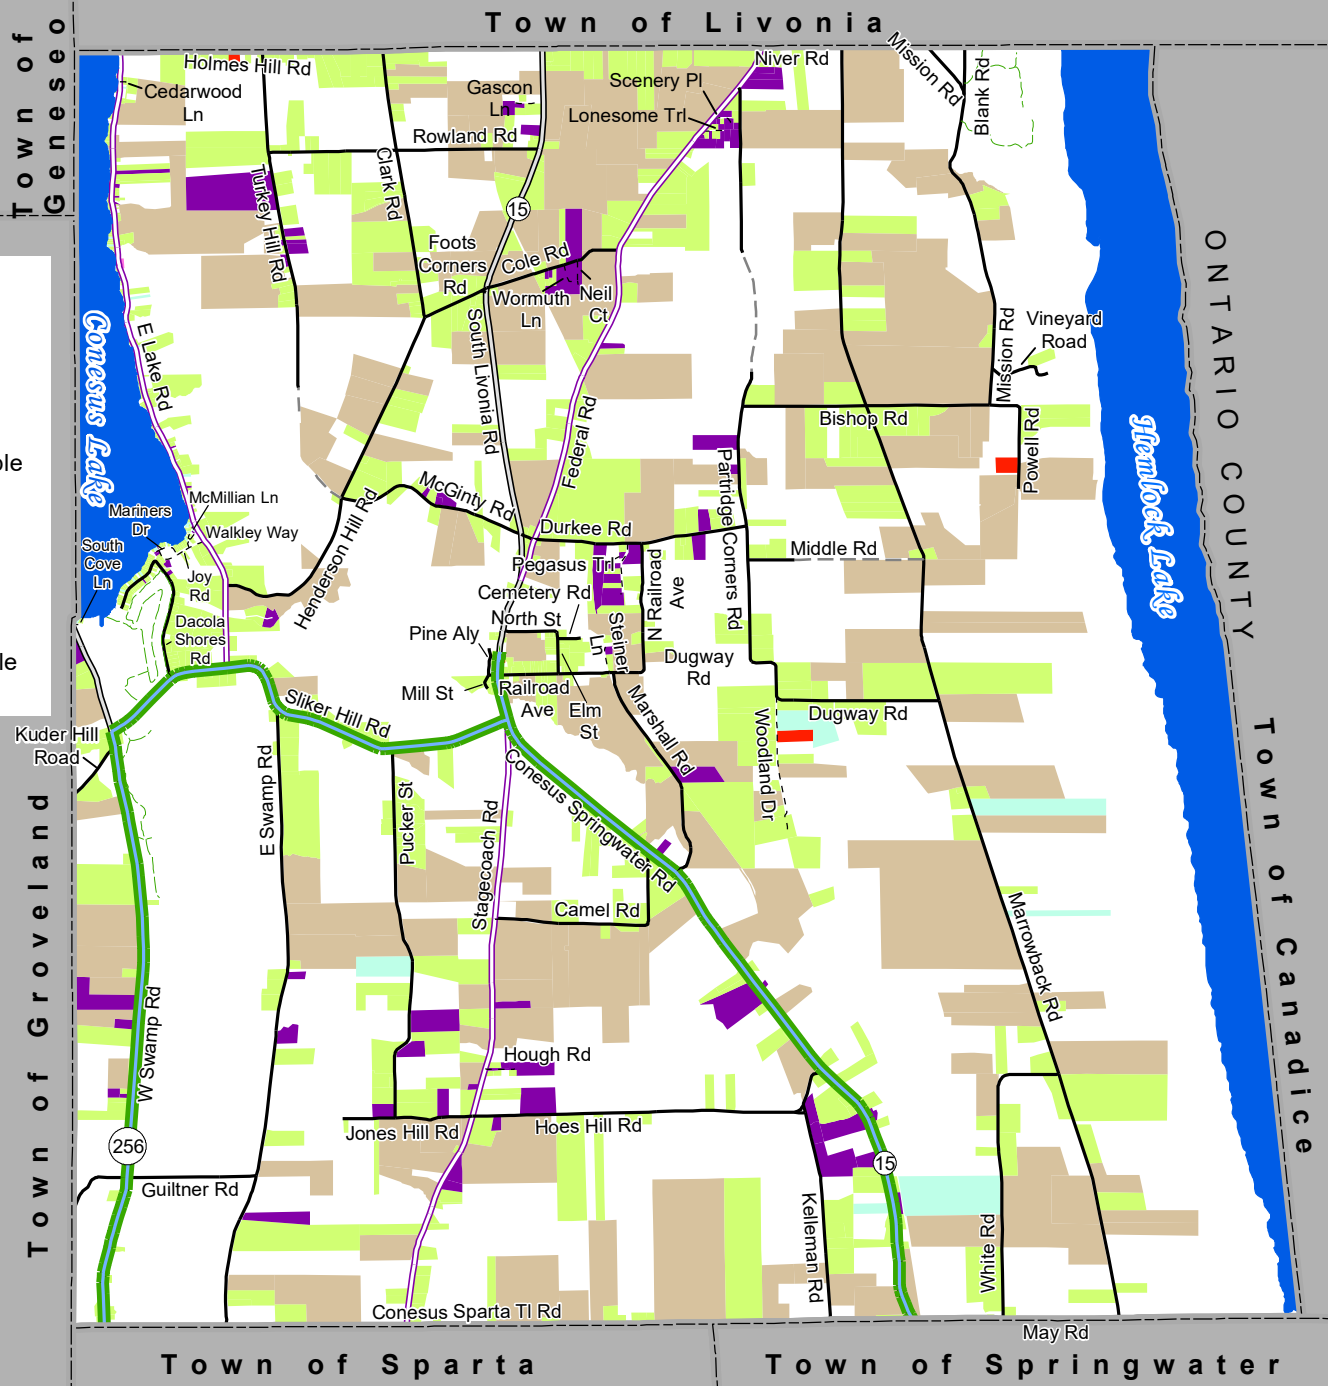 Town of Livonia
Town of
Geneseo
Holmes Hill Rd
Niver Rd
Mission Rd
Cedarwood
Ln
Gascon
Ln
Scenery Pl
Lonesome Trl
Blank Rd
Rowland Rd
Clark Rd
Turkey Hill Rd
15
Foots
Corners
Rd
Cole Rd
Wormuth
Ln
Neil
Ct
ONTARIO COUNTY
Conesus Lake
E Lake Rd
South Livonia Rd
Mission Rd
Vineyard
Road
Federal Rd
Bishop Rd
Powell Rd
Hemlock Lake
ble
McGinty Rd
Partridge Corners Rd
McMillian Ln
Mariners
Dr
Walkley Way
Henderson Hill Rd
Durkee Rd
Middle Rd
South
Cove
Ln
Joy
Rd
Pegasus Trl
N Railroad
Ave
Cemetery Rd
North St
Dacola
Shores
Rd
Pine Aly
Steiner
Ln
Dugway
Rd
le
Mill St
Railroad
Ave
Elm
St
Marshall Rd
Sliker Hill Rd
Dugway Rd
Woodland Dr
Kuder Hill
Road
E Swamp Rd
Pucker St
Conesus Springwater Rd
Stagecoach Rd
Town of Groveland
Town of Canadice
Camel Rd
Marrowback Rd
W Swamp Rd
Hough Rd
Jones Hill Rd
Hoes Hill Rd
256
15
Guiltner Rd
Kelleman Rd
White Rd
Conesus Sparta Tl Rd
May Rd
Town of Sparta
Town of Springwater